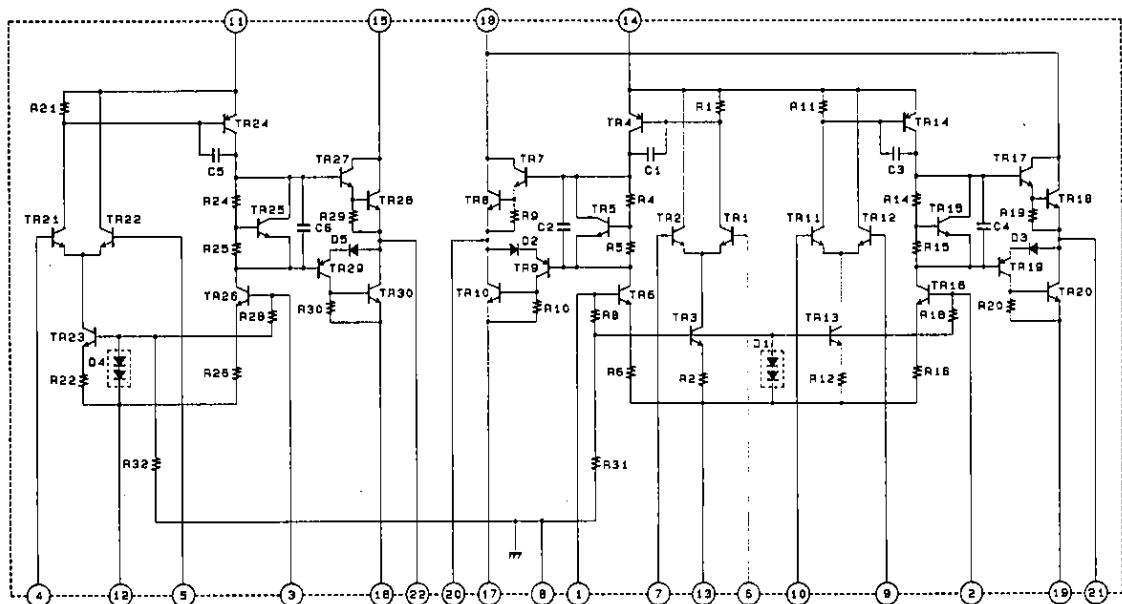 11 15 18 14
R21 TR24 R1 R11
TR4 TR14
C5 C1 C3
TR27 TR7 TR17
R24 TR25 TR28 TR8 R4 R14 TR18
TR21 TR22 R29 C6 R9 C2 TR5 TR2 TR1 TR11 TR12 TR15 R19 C4
R25 D5 D2 R5 R15 D3
TR29 TR9 TR19
TR26 TR30 TR10 TR6 TR16 TR20
R28 R30 R10 R8 R18 R20
TR23 D4 TR3 D1 TR13
R22 R26 R6 R2 R12 R16
R32 R31
4 12 5 3 16 22 20 17 8 1 7 13 6 10 9 2 19 21